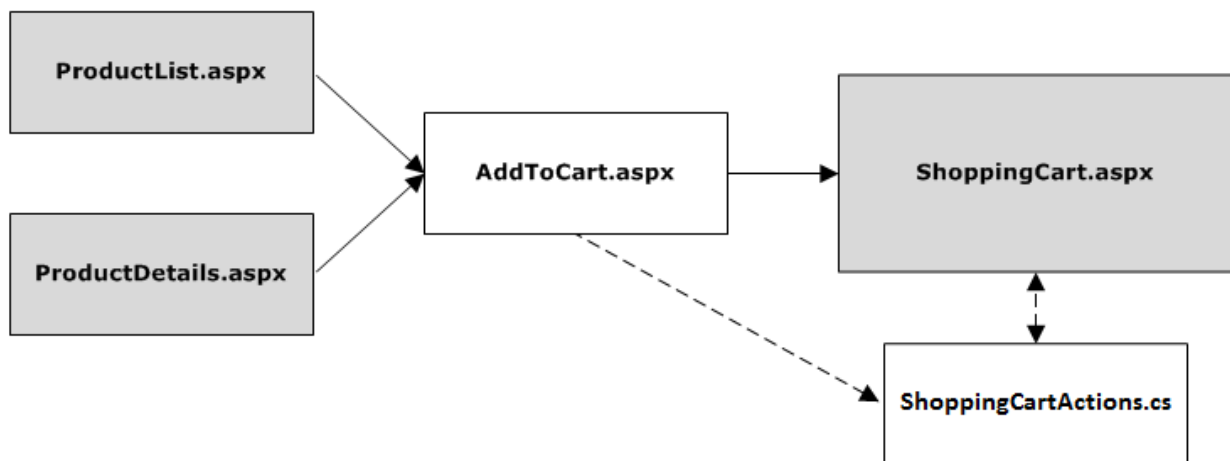 ProductList.aspx
AddToCart.aspx
ShoppingCart.aspx
ProductDetails.aspx
ShoppingCartActions.cs